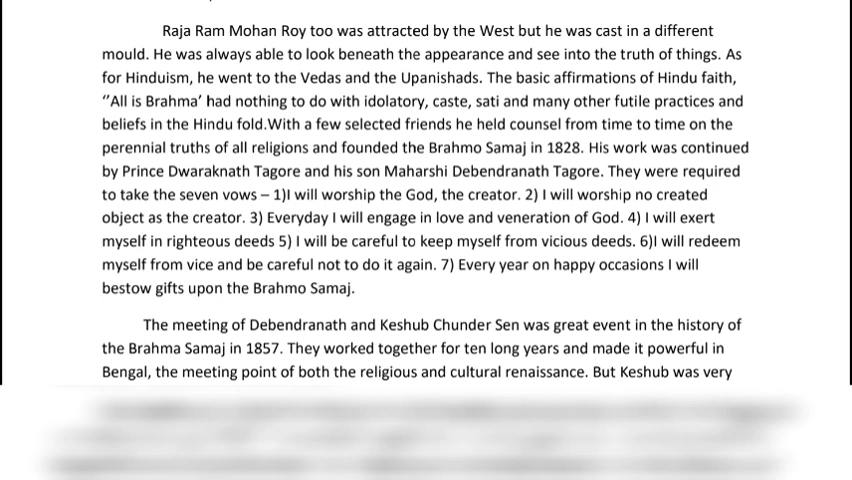 Raja Ram Mohan Roy too was attracted by the West but he was cast in a different
mould. He was always able to look beneath the appearance and see into the truth of things. As
for Hinduism, he went to the Vedas and the Upanishads. The basic affirmations of Hindu faith,
‘’All is Brahma’ had nothing to do with idolatory, caste, sati and many other futile practices and
beliefs in the Hindu fold.With a few selected friends he held counsel from time to time on the
perennial truths of all religions and founded the Brahmo Samaj in 1828. His work was continued
by Prince Dwaraknath Tagore and his son Maharshi Debendranath Tagore. They were required
to take the seven vows – 1)I will worship the God, the creator. 2) I will worship no created
object as the creator. 3) Everyday I will engage in love and veneration of God. 4) I will exert
myself in righteous deeds 5) I will be careful to keep myself from vicious deeds. 6)I will redeem
myself from vice and be careful not to do it again. 7) Every year on happy occasions I will
bestow gifts upon the Brahmo Samaj.
The meeting of Debendranath and Keshub Chunder Sen was great event in the history of
the Brahma Samaj in 1857. They worked together for ten long years and made it powerful in
Bengal, the meeting point of both the religious and cultural renaissance. But Keshub was very